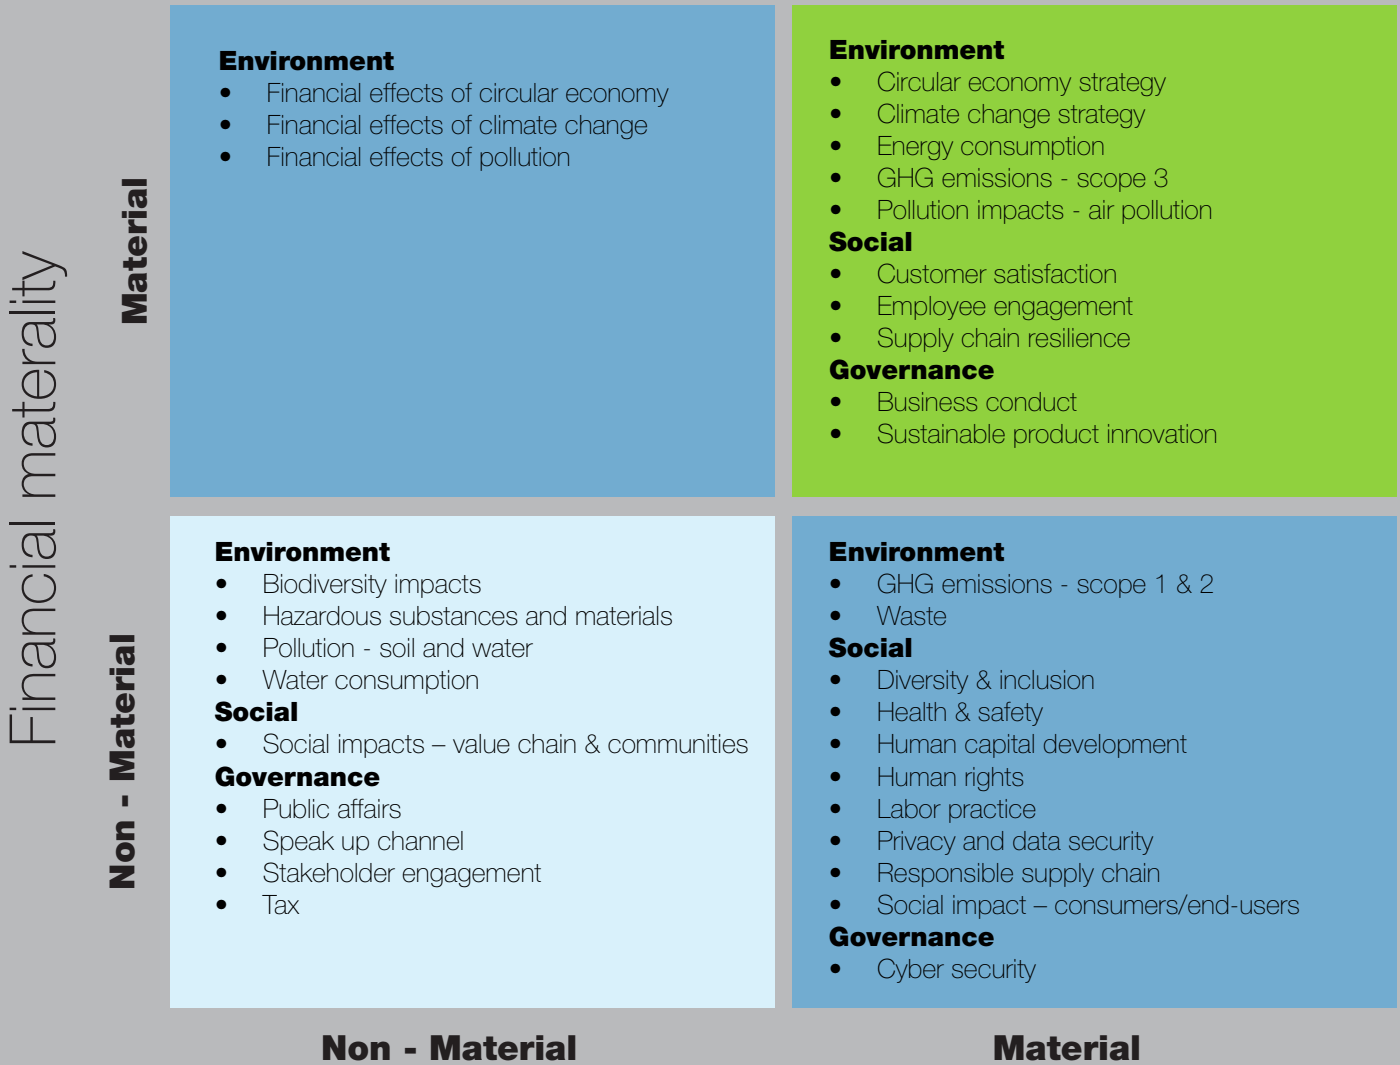 Financial materality
Material
Environment
• Financial effects of circular economy
• Financial effects of climate change
• Financial effects of pollution
Environment
• Circular economy strategy
• Climate change strategy
• Energy consumption
• GHG emissions - scope 3
• Pollution impacts - air pollution
Social
• Customer satisfaction
• Employee engagement
• Supply chain resilience
Governance
• Business conduct
• Sustainable product innovation
Non - Material
Environment
• Biodiversity impacts
• Hazardous substances and materials
• Pollution - soil and water
• Water consumption
Social
• Social impacts – value chain & communities
Governance
• Public affairs
• Speak up channel
• Stakeholder engagement
• Tax
Environment
• GHG emissions - scope 1 & 2
• Waste
Social
• Diversity & inclusion
• Health & safety
• Human capital development
• Human rights
• Labor practice
• Privacy and data security
• Responsible supply chain
• Social impact – consumers/end-users
Governance
• Cyber security
Non - Material
Material